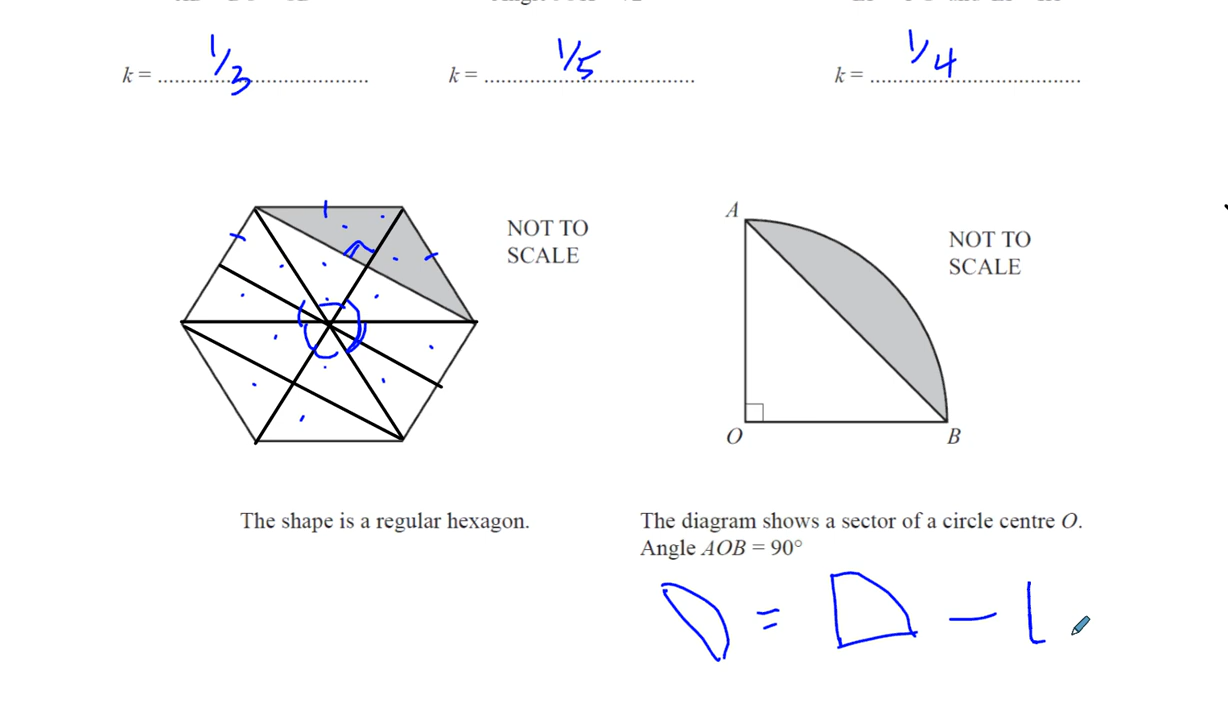 k = 1/3
k = 1/5
k = 1/4
NOT TO
SCALE
A
NOT TO
SCALE
O
B
The shape is a regular hexagon.
The diagram shows a sector of a circle centre O.
Angle AOB = 90°
= −